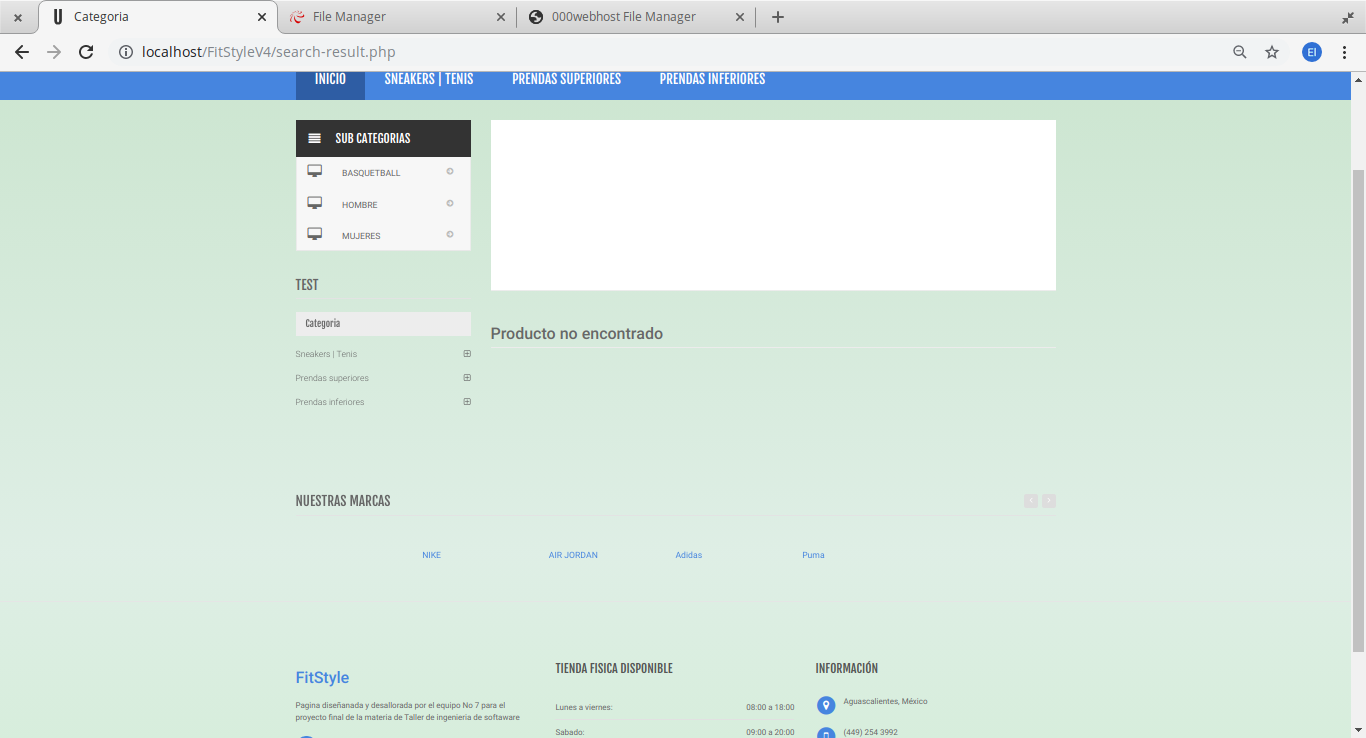 Categoria
File Manager
000webhost File Manager
localhost/FitStyleV4/search-result.php
EI
INICIO
SNEAKERS | TENIS
PRENDAS SUPERIORES
PRENDAS INFERIORES
SUB CATEGORIAS
BASQUETBALL
HOMBRE
MUJERES
TEST
Categoria
Sneakers | Tenis
Prendas superiores
Prendas inferiores
Producto no encontrado
NUESTRAS MARCAS
NIKE
AIR JORDAN
Adidas
Puma
FitStyle
Pagina diseñanada y desallorada por el equipo No 7 para el
proyecto final de la materia de Taller de ingenieria de softaware
TIENDA FISICA DISPONIBLE
Lunes a viernes: 08:00 a 18:00
Sabado: 09:00 a 20:00
INFORMACIÓN
Aguascalientes, México
(449) 254 3992